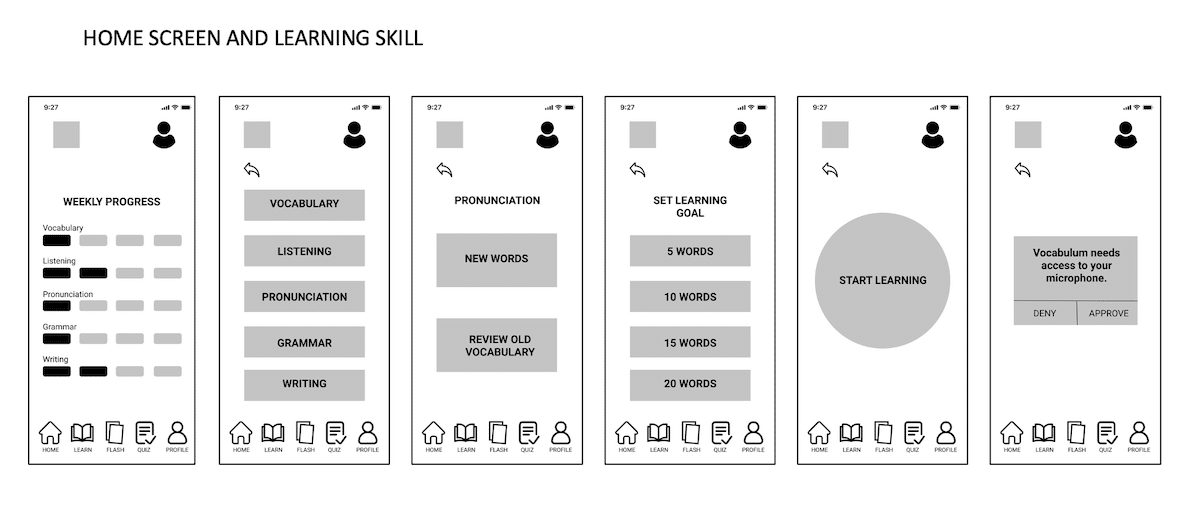 HOME SCREEN AND LEARNING SKILL
9:27
WEEKLY PROGRESS
Vocabulary
Listening
Pronunciation
Grammar
Writing
HOME LEARN FLASH QUIZ PROFILE
9:27
VOCABULARY
LISTENING
PRONUNCIATION
GRAMMAR
WRITING
HOME LEARN FLASH QUIZ PROFILE
9:27
PRONUNCIATION
NEW WORDS
REVIEW OLD
VOCABULARY
HOME LEARN FLASH QUIZ PROFILE
9:27
SET LEARNING
GOAL
5 WORDS
10 WORDS
15 WORDS
20 WORDS
HOME LEARN FLASH QUIZ PROFILE
9:27
START LEARNING
HOME LEARN FLASH QUIZ PROFILE
9:27
Vocabulum needs
access to your
microphone.
DENY APPROVE
HOME LEARN FLASH QUIZ PROFILE